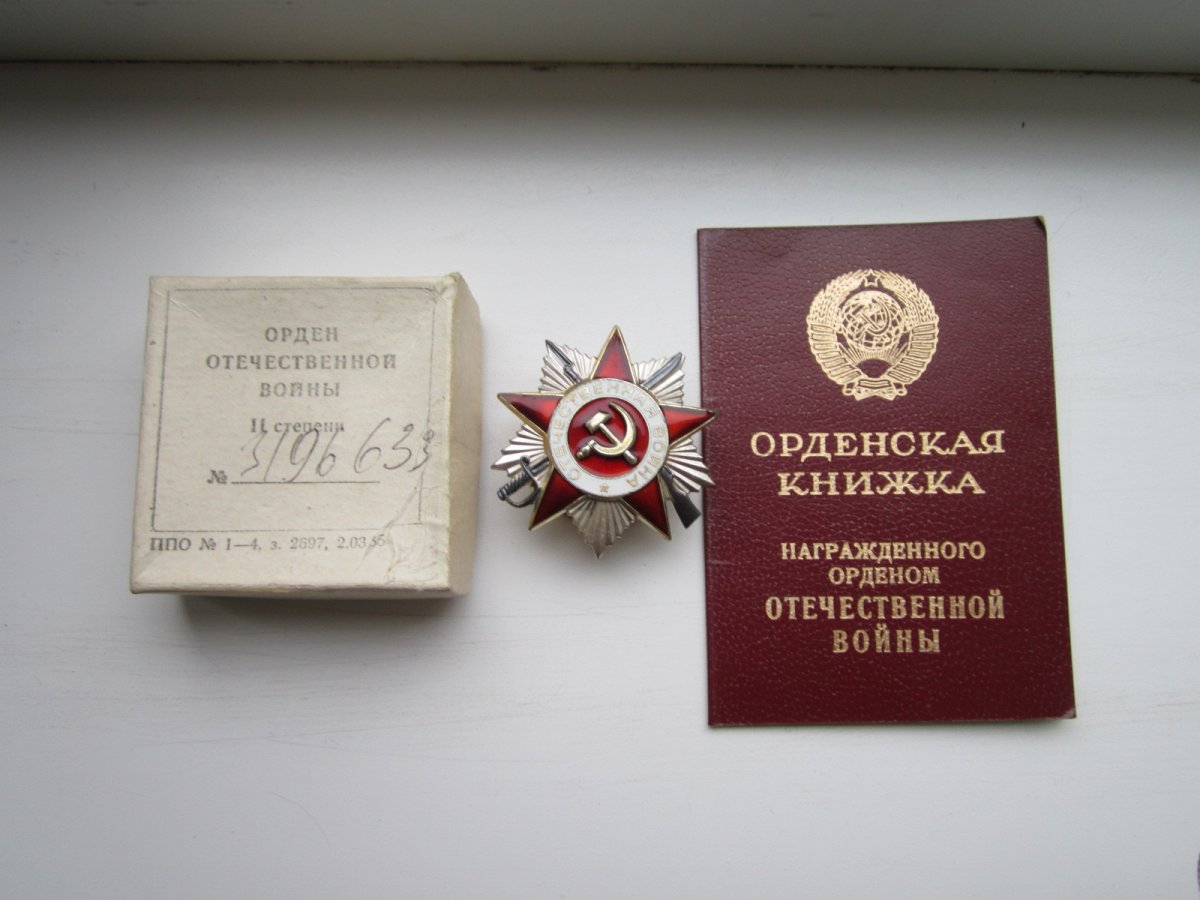 ОРДЕН
ОТЕЧЕСТВЕННОЙ
ВОЙНЫ
II степени
№ 3196633
ППО № 1—4, з. 2697, 2.03.85
ОТЕЧЕСТВЕННАЯ ВОЙНА
ОРДЕНСКАЯ
КНИЖКА
НАГРАЖДЕННОГО
ОРДЕНОМ
ОТЕЧЕСТВЕННОЙ
ВОЙНЫ